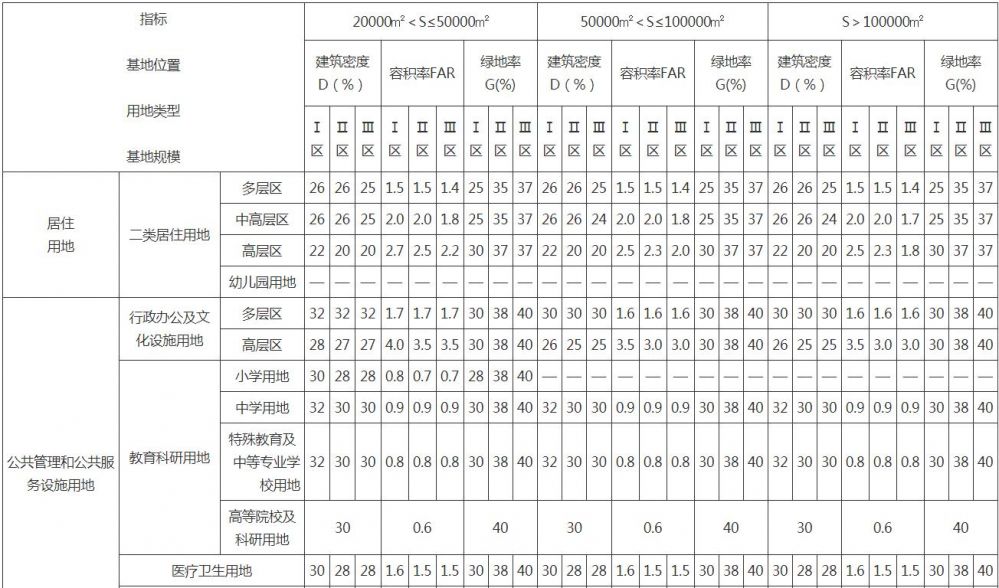 指标 20000㎡＜S≤50000㎡ 50000㎡＜S≤100000㎡ S＞100000㎡
基地位置 建筑密度 D（%） 容积率FAR 绿地率 G(%) 建筑密度 D（%） 容积率FAR 绿地率 G(%) 建筑密度 D（%） 容积率FAR 绿地率 G(%)
用地类型
基地规模 Ⅰ区 Ⅱ区 Ⅲ区 Ⅰ区 Ⅱ区 Ⅲ区 Ⅰ区 Ⅱ区 Ⅲ区 Ⅰ区 Ⅱ区 Ⅲ区 Ⅰ区 Ⅱ区 Ⅲ区 Ⅰ区 Ⅱ区 Ⅲ区 Ⅰ区 Ⅱ区 Ⅲ区 Ⅰ区 Ⅱ区 Ⅲ区 Ⅰ区 Ⅱ区 Ⅲ区
居住用地 二类居住用地 多层区 26 26 25 1.5 1.5 1.4 25 35 37 26 26 25 1.5 1.5 1.4 25 35 37 26 26 25 1.5 1.5 1.4 25 35 37
中高层区 26 26 25 2.0 2.0 1.8 25 35 37 26 26 24 2.0 2.0 1.8 25 35 37 26 26 24 2.0 2.0 1.7 25 35 37
高层区 22 20 20 2.7 2.5 2.2 30 37 37 22 20 20 2.5 2.3 2.0 30 37 37 22 20 20 2.5 2.3 1.8 30 37 37
幼儿园用地 — — — — — — — — — — — — — — — — — — — — — — — — — — —
公共管理和公共服务设施用地 行政办公及文化设施用地 多层区 32 32 32 1.7 1.7 1.7 30 38 40 30 30 30 1.6 1.6 1.6 30 38 40 30 30 30 1.6 1.6 1.6 30 38 40
高层区 28 27 27 4.0 3.5 3.5 30 38 40 26 25 25 3.5 3.0 3.0 30 38 40 26 25 25 3.5 3.0 3.0 30 38 40
教育科研用地 小学用地 30 28 28 0.8 0.7 0.7 28 38 40 — — — — — — — — — — — — — — — — — —
中学用地 32 30 30 0.9 0.9 0.9 30 38 40 32 30 30 0.9 0.9 0.9 30 38 40 32 30 30 0.9 0.9 0.9 30 38 40
特殊教育及中等专业学校用地 32 30 30 0.8 0.8 0.8 30 38 40 32 30 30 0.8 0.8 0.8 30 38 40 32 30 30 0.8 0.8 0.8 30 38 40
高等院校及科研用地 30 0.6 40 30 0.6 40 30 0.6 40
医疗卫生用地 30 28 28 1.6 1.5 1.5 30 38 40 30 28 28 1.6 1.5 1.5 30 38 40 30 28 28 1.6 1.5 1.5 30 38 40